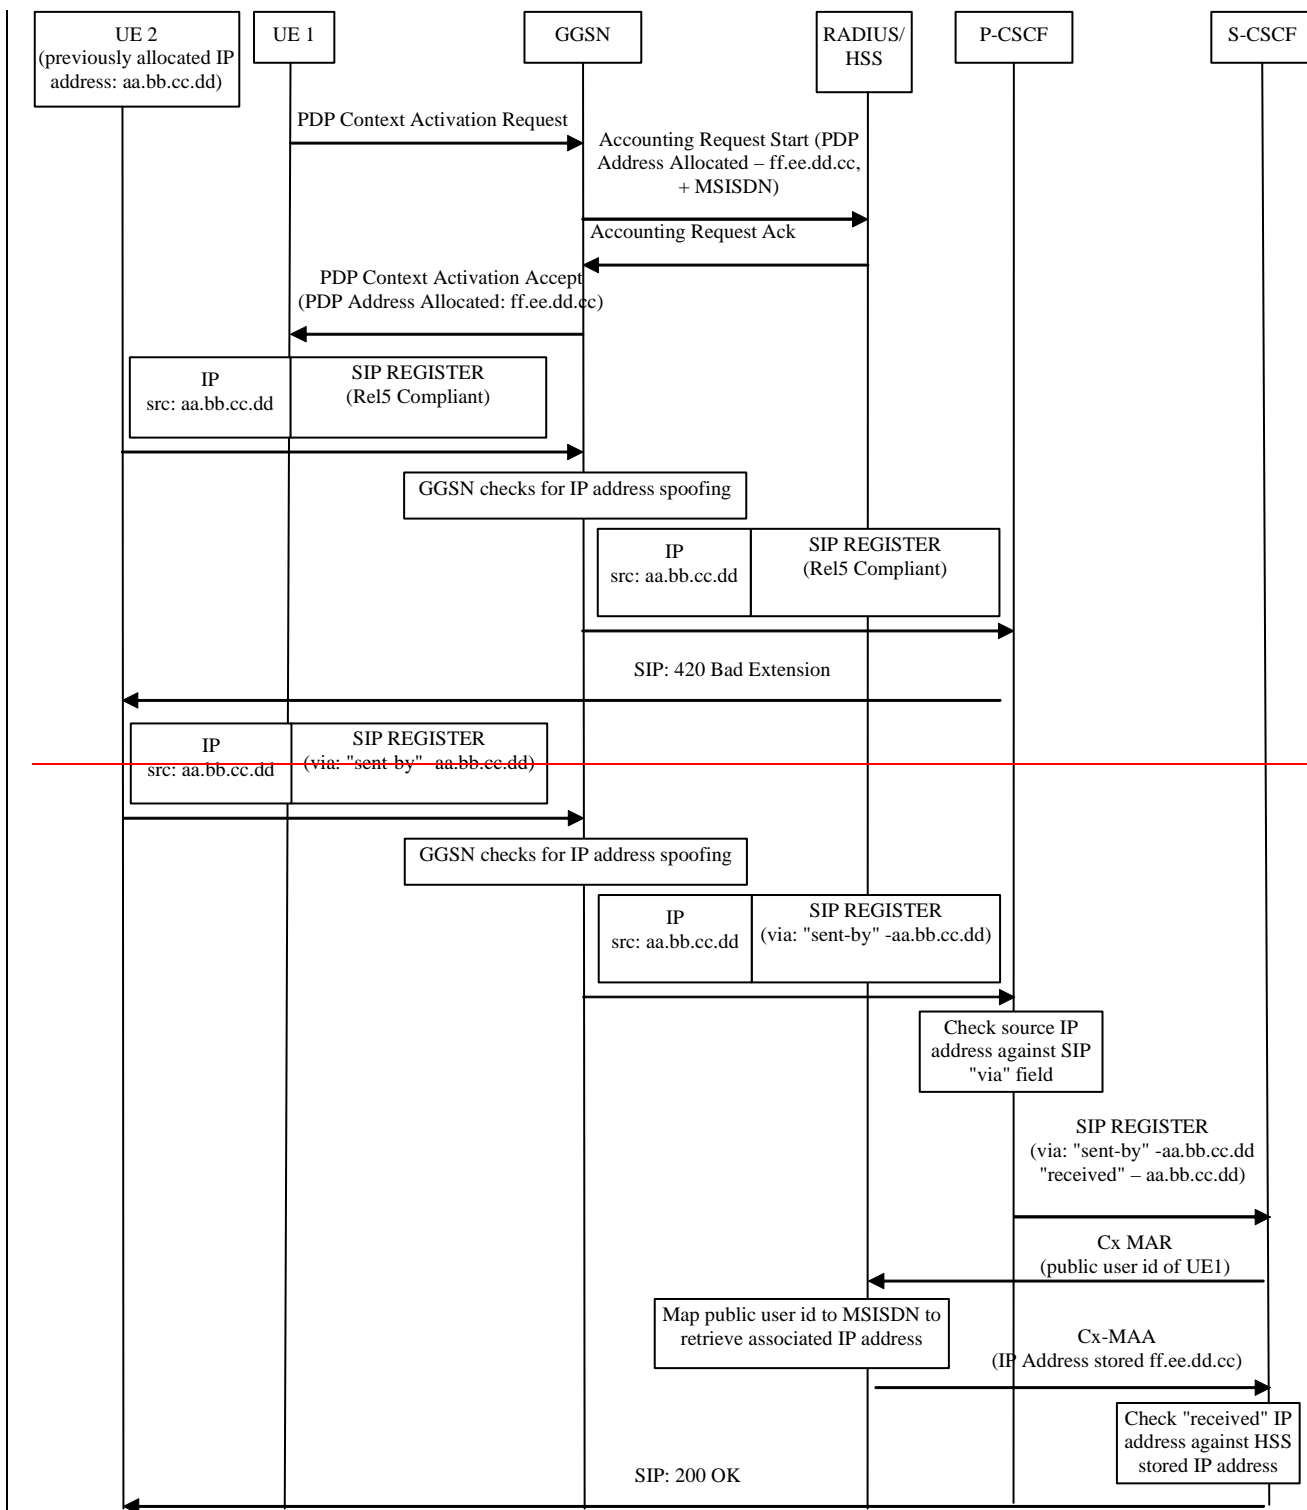 UE 2
(previously allocated IP
address: aa.bb.cc.dd)
UE 1
GGSN
RADIUS/
HSS
P-CSCF
S-CSCF
PDP Context Activation Request
Accounting Request Start (PDP
Address Allocated – ff.ee.dd.cc,
+ MSISDN)
Accounting Request Ack
PDP Context Activation Accept
(PDP Address Allocated: ff.ee.dd.cc)
IP
src: aa.bb.cc.dd
SIP REGISTER
(Rel5 Compliant)
GGSN checks for IP address spoofing
IP
src: aa.bb.cc.dd
SIP REGISTER
(Rel5 Compliant)
SIP: 420 Bad Extension
IP
src: aa.bb.cc.dd
SIP REGISTER
(via: "sent-by" -aa.bb.cc.dd)
GGSN checks for IP address spoofing
IP
src: aa.bb.cc.dd
SIP REGISTER
(via: "sent-by" -aa.bb.cc.dd)
Check source IP
address against SIP
"via" field
SIP REGISTER
(via: "sent-by" -aa.bb.cc.dd
"received" – aa.bb.cc.dd)
Cx MAR
(public user id of UE1)
Map public user id to MSISDN to
retrieve associated IP address
Cx-MAA
(IP Address stored ff.ee.dd.cc)
Check "received" IP
address against HSS
stored IP address
SIP: 200 OK